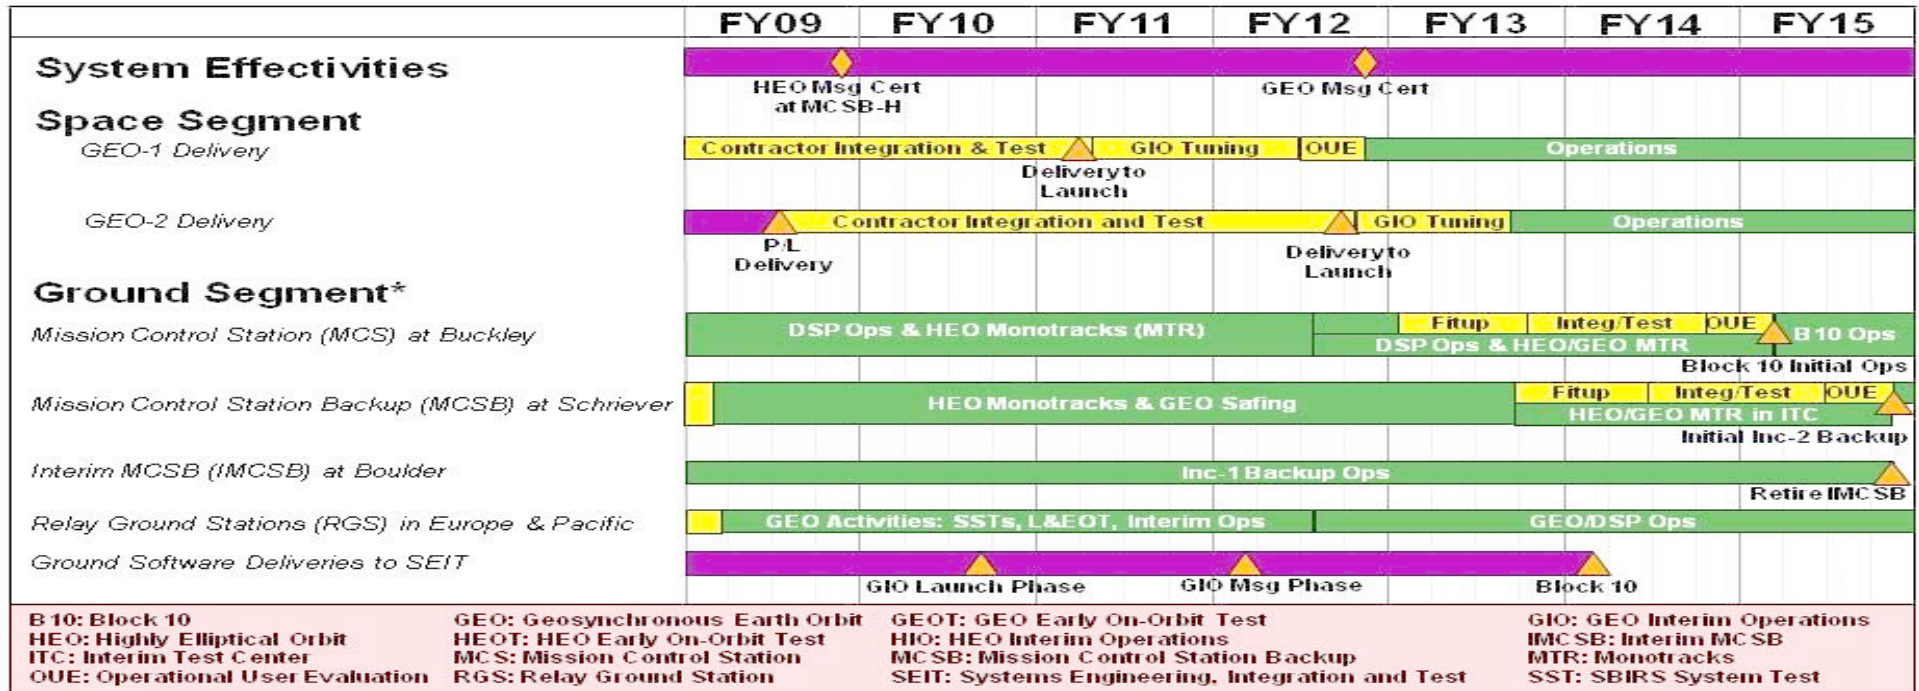 FY09 FY10 FY11 FY12 FY13 FY14 FY15
System Effectivities
HEO Msg Cert
at MCSB-H
GEO Msg Cert
Space Segment
GEO-1 Delivery
Contractor Integration & Test
GIO Tuning
OUE
Operations
Delivery to
Launch
GEO-2 Delivery
Contractor Integration and Test
GIO Tuning
Operations
P/L
Delivery
Delivery to
Launch
Ground Segment*
Mission Control Station (MCS) at Buckley
DSP Ops & HEO Monotracks (MTR)
Fitup
Integ/Test
OUE
B10 Ops
DSP Ops & HEO/GEO MTR
Block 10 Initial Ops
Mission Control Station Backup (MCSB) at Schriever
HEO Monotracks & GEO Safing
Fitup
Integ/Test
OUE
HEO/GEO MTR in ITC
Initial Inc-2 Backup
Interim MCSB (IMCSB) at Boulder
Inc-1 Backup Ops
Retire IMCSB
Relay Ground Stations (RGS) in Europe & Pacific
GEO Activities: SSTs, L&EOT, Interim Ops
GEO/DSP Ops
Ground Software Deliveries to SEIT
GIO Launch Phase
GIO Msg Phase
Block 10
B10: Block 10 GEO: Geosynchronous Earth Orbit GEOT: GEO Early On-Orbit Test GIO: GEO Interim Operations
HEO: Highly Elliptical Orbit HEOT: HEO Early On-Orbit Test HIO: HEO Interim Operations IMCSB: Interim MCSB
ITC: Interim Test Center MCS: Mission Control Station MCSB: Mission Control Station Backup MTR: Monotracks
OUE: Operational User Evaluation RGS: Relay Ground Station SEIT: Systems Engineering, Integration and Test SST: SBIRS System Test